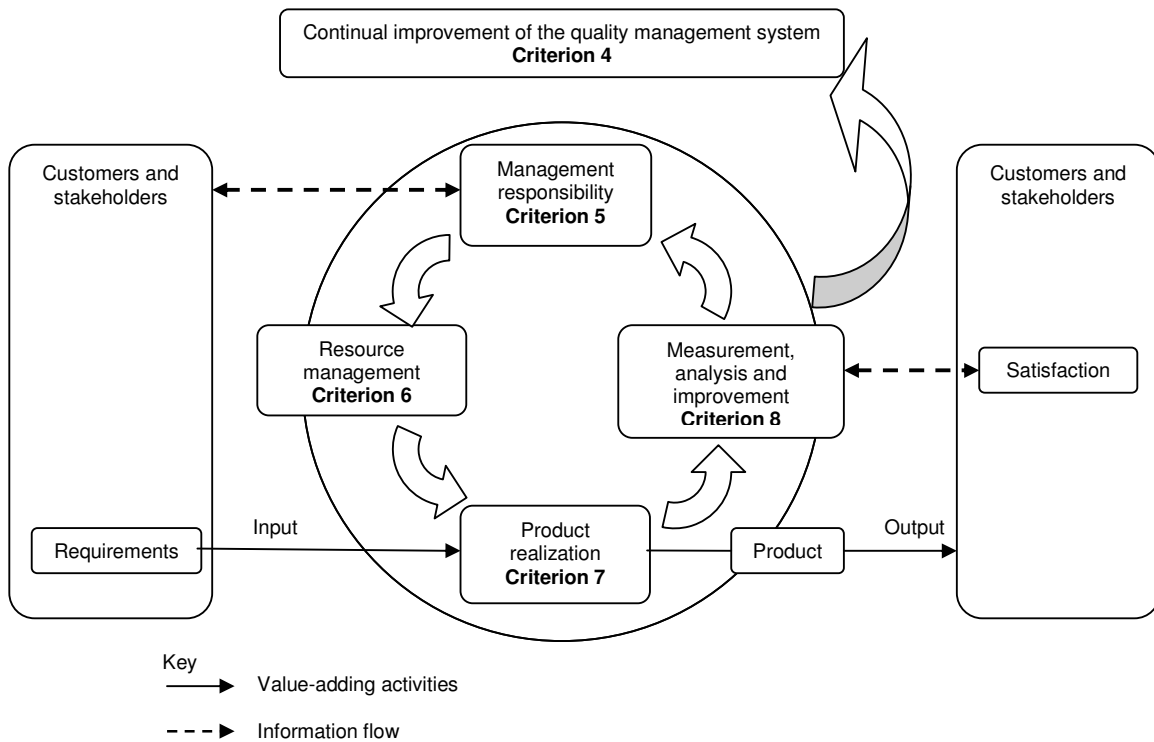 Continual improvement of the quality management system
Criterion 4
Customers and
stakeholders
Management
responsibility
Criterion 5
Customers and
stakeholders
Resource
management
Criterion 6
Measurement,
analysis and
improvement
Criterion 8
Satisfaction
Requirements
Input
Product
realization
Criterion 7
Product
Output
Key
Value-adding activities
Information flow